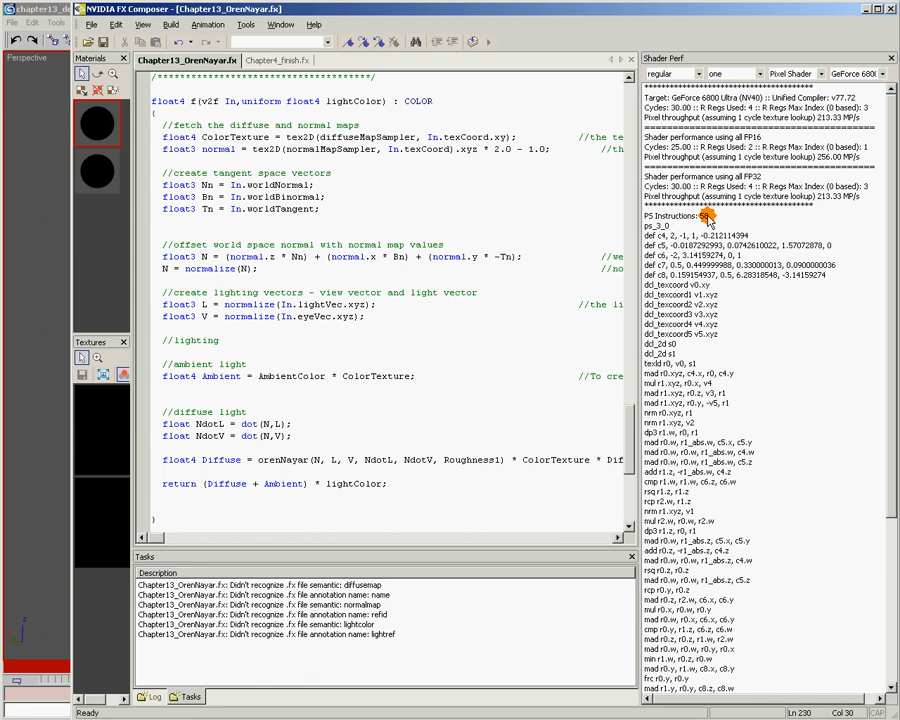 chapter13_de
NVIDIA FX Composer - [Chapter13_OrenNayar.fx]
File Edit Tools
File Edit View Build Animation Tools Window Help
Perspective
Materials
Chapter13_OrenNayar.fx Chapter4_finish.fx
Shader Perf
regular one Pixel Shader GeForce 6800
/************************************/
float4 f(v2f In,uniform float4 lightColor) : COLOR
{
//fetch the diffuse and normal maps
float4 ColorTexture = tex2D(diffuseMapSampler, In.texCoord.xy); //the te
float3 normal = tex2D(normalMapSampler, In.texCoord).xyz * 2.0 - 1.0; //th
//create tangent space vectors
float3 Nn = In.worldNormal;
float3 Bn = In.worldBinormal;
float3 Tn = In.worldTangent;
//offset world space normal with normal map values
float3 N = (normal.z * Nn) + (normal.x * Bn) + (normal.y * -Tn); //we
N = normalize(N); //no
//create lighting vectors - view vector and light vector
float3 L = normalize(In.lightVec.xyz); //the li
float3 V = normalize(In.eyeVec.xyz);
//lighting
//ambient light
float4 Ambient = AmbientColor * ColorTexture; //To cre
//diffuse light
float NdotL = dot(N,L);
float NdotV = dot(N,V);
float4 Diffuse = orenNayar(N, L, V, NdotL, NdotV, Roughness1) * ColorTexture * Dif
return (Diffuse + Ambient) * lightColor;
}
****************************************
Target: GeForce 6800 Ultra (NV40) :: Unified Compiler: v77.72
Cycles: 30.00 :: R Regs Used: 4 :: R Regs Max Index (0 based): 3
Pixel throughput (assuming 1 cycle texture lookup) 213.33 MP/s
========================================
Shader performance using all FP16
Cycles: 25.00 :: R Regs Used: 2 :: R Regs Max Index (0 based): 1
Pixel throughput (assuming 1 cycle texture lookup) 256.00 MP/s
========================================
Shader performance using all FP32
Cycles: 30.00 :: R Regs Used: 4 :: R Regs Max Index (0 based): 3
Pixel throughput (assuming 1 cycle texture lookup) 213.33 MP/s
****************************************
PS Instructions: 58
ps_3_0
def c4, 2, -1, 1, -0.212114394
def c5, -0.0187292993, 0.0742610022, 1.57072878, 0
def c6, -2, 3.14159274, 0, 1
def c7, 0.5, 0.449999988, 0.330000013, 0.0900000036
def c8, 0.159154937, 0.5, 6.28318548, -3.14159274
dcl_texcoord v0.xy
dcl_texcoord1 v1.xyz
dcl_texcoord2 v2.xyz
dcl_texcoord3 v3.xyz
dcl_texcoord4 v4.xyz
dcl_texcoord5 v5.xyz
dcl_2d s0
dcl_2d s1
texld r0, v0, s1
mad r0.xyz, c4.x, r0, c4.y
mul r1.xyz, r0.x, v4
mad r1.xyz, r0.z, v3, r1
mad r1.xyz, r0.y, -v5, r1
nrm r0.xyz, r1
nrm r1.xyz, v2
dp3 r1.w, r0, r1
mad r0.w, r1_abs.w, c5.x, c5.y
mad r0.w, r0.w, r1_abs.w, c4.w
mad r0.w, r0.w, r1_abs.w, c5.z
add r1.z, -r1_abs.w, c4.z
cmp r1.w, r1.w, c6.z, c6.w
rsq r1.z, r1.z
rcp r2.w, r1.z
nrm r1.xyz, v1
mul r2.w, r0.w, r2.w
dp3 r1.z, r0, r1
mad r0.w, r1_abs.z, c5.x, c5.y
add r0.z, -r1_abs.z, c4.z
mad r0.w, r0.w, r1_abs.z, c4.w
rsq r0.z, r0.z
mad r0.w, r0.w, r1_abs.z, c5.z
rcp r0.y, r0.z
mad r0.z, r2.w, c6.x, c6.y
mul r0.x, r0.w, r0.y
mad r0.w, r0.x, c6.x, c6.y
cmp r0.y, r1.z, c6.z, c6.w
mad r0.z, r0.z, r1.w, r2.w
mad r0.w, r0.w, r0.y, r0.x
min r1.w, r0.z, r0.w
mad r0.y, r1.w, c8.x, c8.y
frc r0.y, r0.y
mad r1.y, r0.y, c8.z, c8.w
Textures
Tasks
Description
Chapter13_OrenNayar.fx: Didn't recognize .fx file semantic: diffusemap
Chapter13_OrenNayar.fx: Didn't recognize .fx file annotation name: name
Chapter13_OrenNayar.fx: Didn't recognize .fx file semantic: normalmap
Chapter13_OrenNayar.fx: Didn't recognize .fx file annotation name: refid
Chapter13_OrenNayar.fx: Didn't recognize .fx file semantic: lightcolor
Chapter13_OrenNayar.fx: Didn't recognize .fx file annotation name: lightref
z
Log Tasks
Ready Ln 230 Col 30 CAP